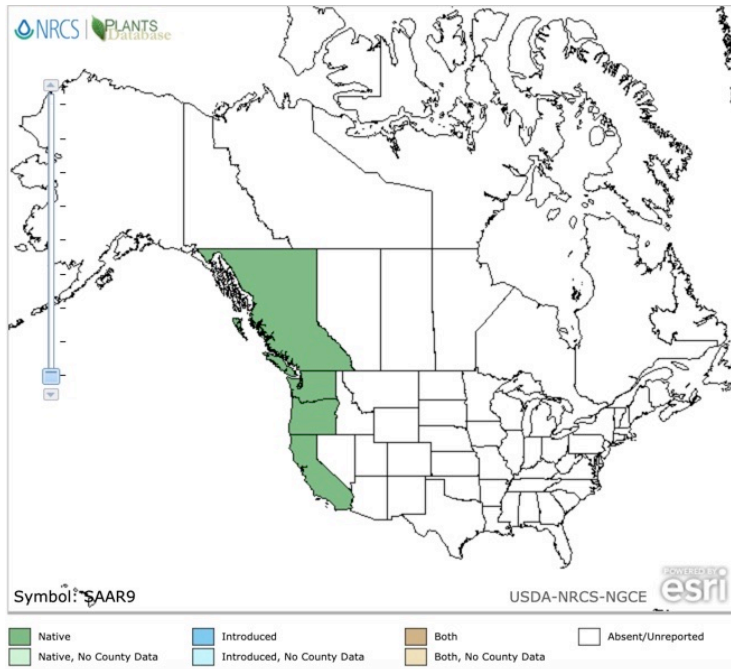 NRCS | PLANTS
Database
Symbol: SAAR9
USDA-NRCS-NGCE
POWERED BY
esri
Native
Introduced
Both
Absent/Unreported
Native, No County Data
Introduced, No County Data
Both, No County Data